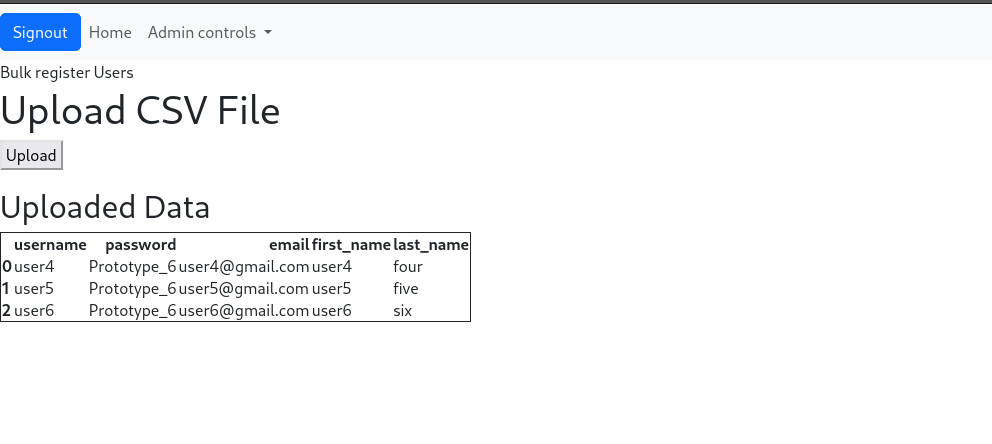 Signout Home Admin controls
Bulk register Users
Upload CSV File
Upload
Uploaded Data
username password email first_name last_name
0 user4 Prototype_6 user4@gmail.com user4 four
1 user5 Prototype_6 user5@gmail.com user5 five
2 user6 Prototype_6 user6@gmail.com user6 six